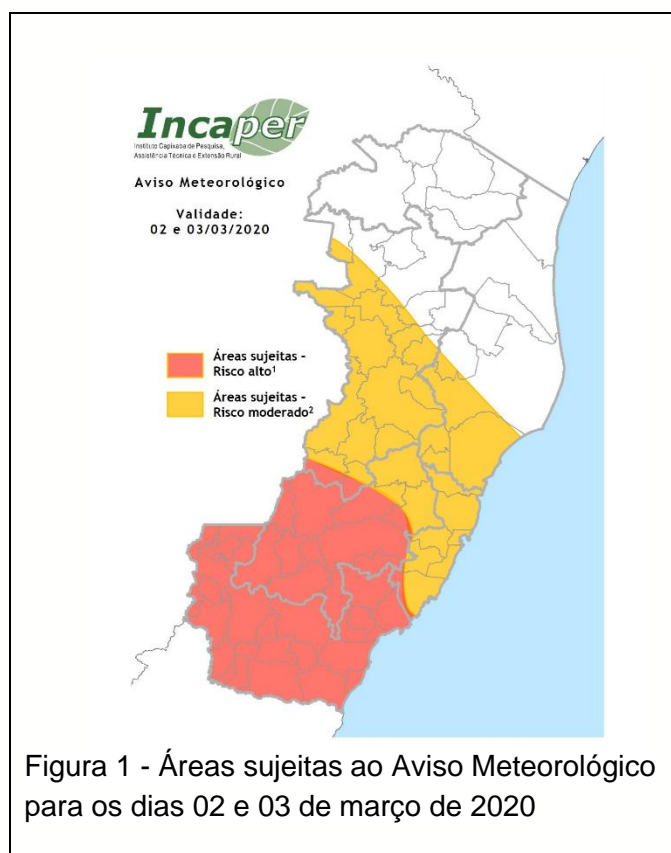 Incaper
Instituto Capixaba de Pesquisa,
Assistência Técnica e Extensão Rural
Aviso Meteorológico
Validade:
02 e 03/03/2020
Áreas sujeitas -
Risco alto¹
Áreas sujeitas -
Risco moderado²
Figura 1 - Áreas sujeitas ao Aviso Meteorológico
para os dias 02 e 03 de março de 2020